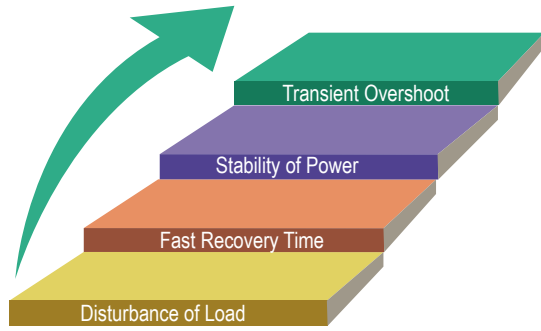 Transient Overshoot
Stability of Power
Fast Recovery Time
Disturbance of Load